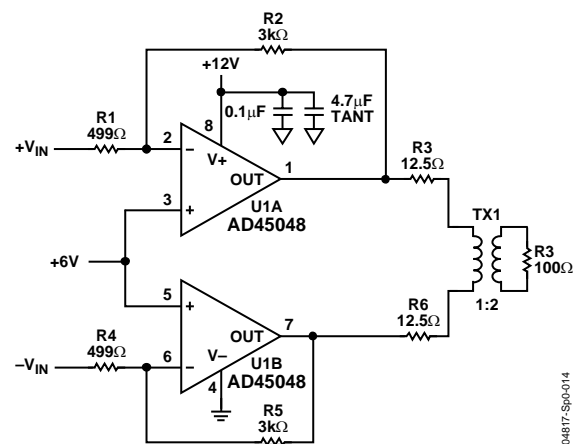 R2
3kΩ
+12V
0.1μF
4.7μF
TANT
R1
499Ω
+VIN
2
−
8
V+
OUT
1
R3
12.5Ω
3
+
U1A
AD45048
TX1
+6V
R3
100Ω
1:2
5
+
OUT
7
R6
12.5Ω
R4
499Ω
−VIN
6
−
V−
U1B
AD45048
4
R5
3kΩ
04817-Sp0-014